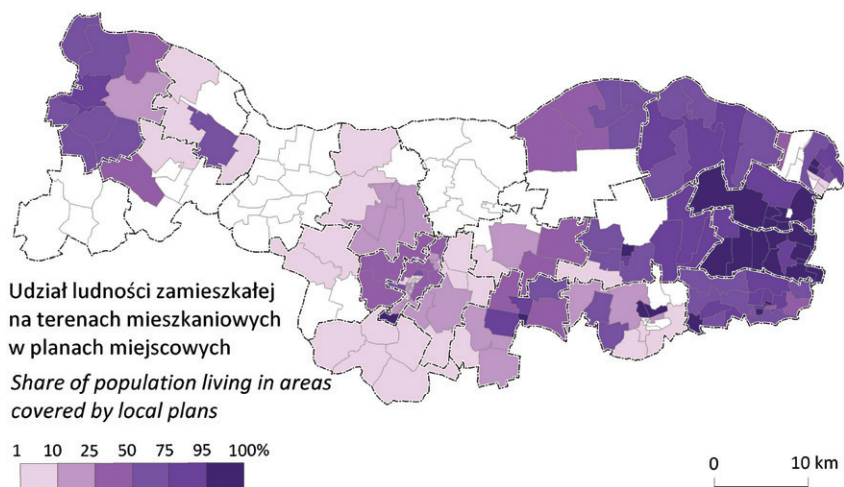 Udział ludności zamieszkałej
na terenach mieszkaniowych
w planach miejscowych
Share of population living in areas
covered by local plans
1 10 25 50 75 95 100%
0 10 km